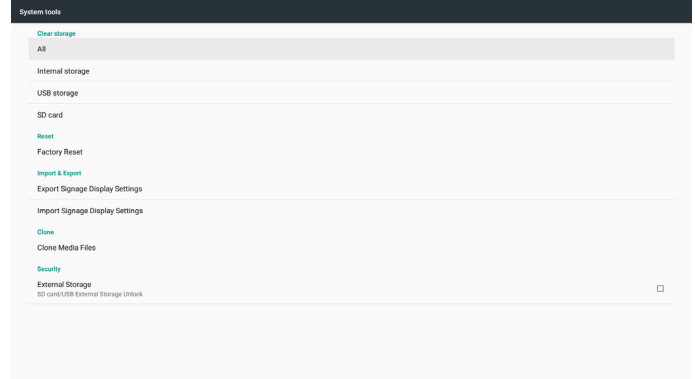 System tools
Clear storage
All
Internal storage
USB storage
SD card
Reset
Factory Reset
Import & Export
Export Signage Display Settings
Import Signage Display Settings
Clone
Clone Media Files
Security
External Storage
SD card/USB External Storage Unlock